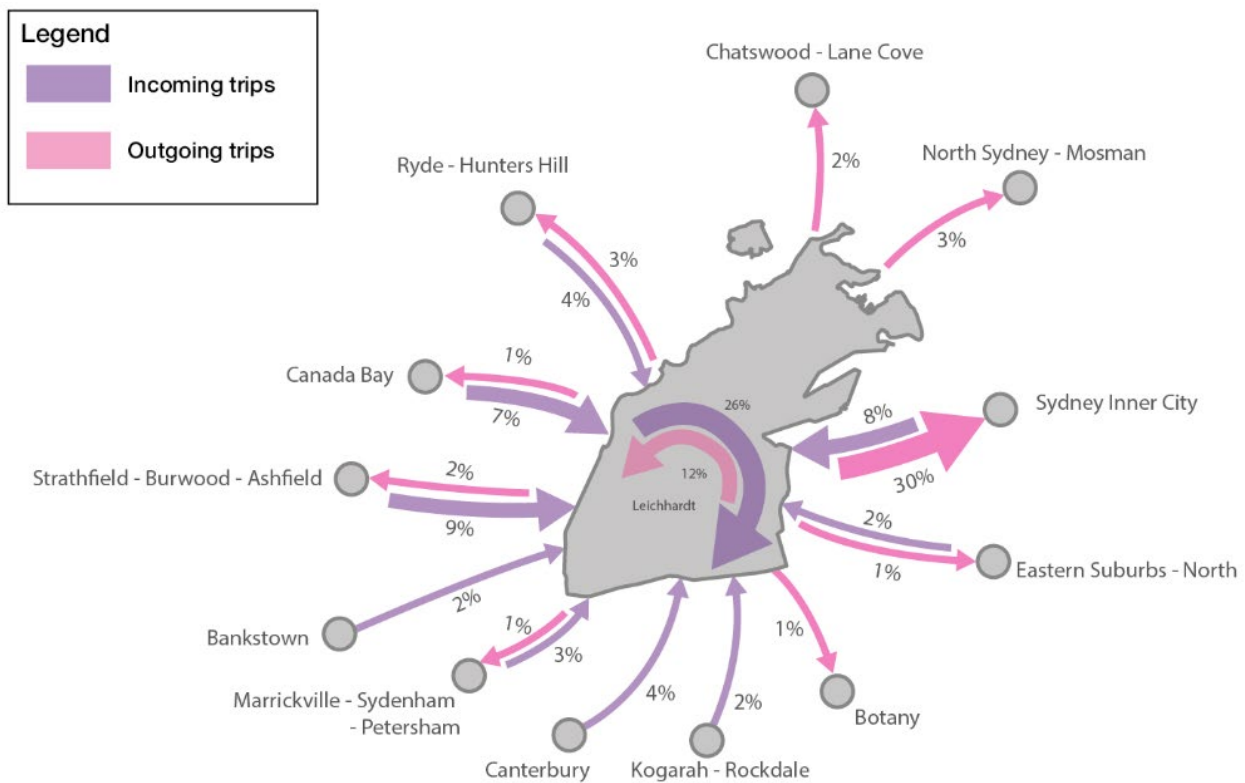 Legend
Incoming trips
Outgoing trips
Chatswood - Lane Cove
2%
North Sydney - Mosman
3%
Ryde - Hunters Hill
3%
4%
Canada Bay
1%
7%
26%
12%
Leichhardt
8%
30%
Sydney Inner City
Strathfield - Burwood - Ashfield
2%
9%
2%
1%
Eastern Suburbs - North
Bankstown
2%
Marrickville - Sydenham
- Petersham
1%
3%
Canterbury
4%
Kogarah - Rockdale
2%
Botany
1%